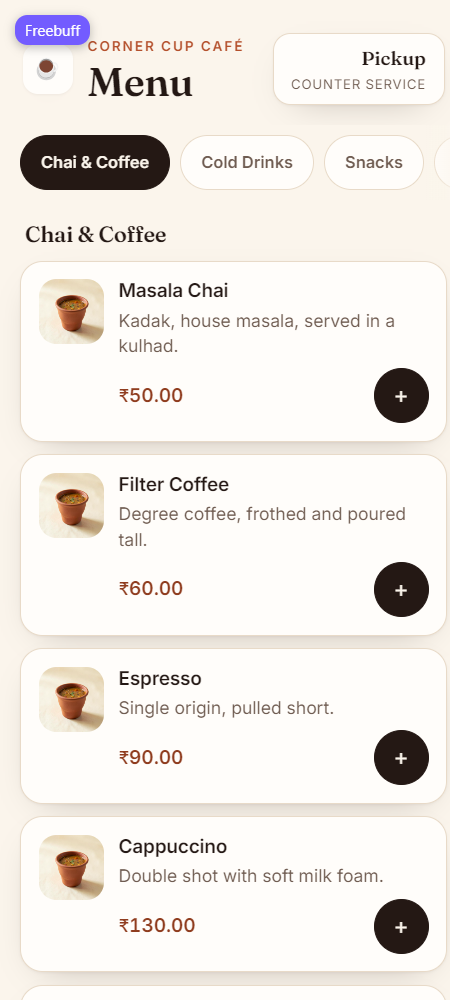 Freebuff
CORNER CUP CAFÉ
Menu
Pickup
COUNTER SERVICE
Chai & Coffee
Cold Drinks
Snacks
Chai & Coffee
Masala Chai
Kadak, house masala, served in a
kulhad.
₹50.00
+
Filter Coffee
Degree coffee, frothed and poured
tall.
₹60.00
+
Espresso
Single origin, pulled short.
₹90.00
+
Cappuccino
Double shot with soft milk foam.
₹130.00
+